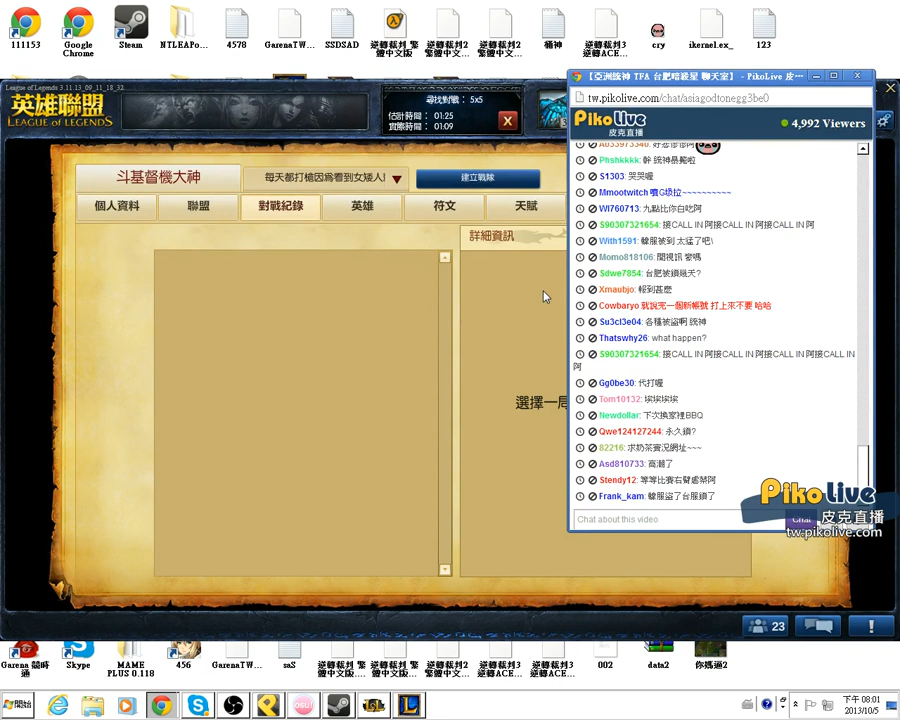 111153
Google Chrome
Steam
NTLEAPo...
4578
GarenaTW...
SSDSAD
逆轉裁判 繁體中文版
逆轉裁判2 繁體中文...
逆轉裁判2 繁體中文...
桶神
逆轉裁判3 逆轉ACE...
cry
ikernel.ex_
123
League of Legends 3.11.13_09_11_18_32
英雄聯盟
LEAGUE of LEGENDS
尋找對戰: 5x5
估計時間: 01:25
實際時間: 01:09
X
斗基督機大神
每天都打槍因為看到女矮人!
建立戰隊
個人資料
聯盟
對戰紀錄
英雄
符文
天賦
詳細資訊
選擇一局
【亞洲統神 TFA 台肥暗殺星 聊天室】 - PikoLive 皮...
tw.pikolive.com/chat/asiagodtonegg3be0
PikoLive
皮克直播
4,992 Viewers
Phshkkkk:
S1303: 哭哭喔
Mmootwitch 噴G圾拉~~~~~~~~~~
Wl760713: 九點比你白吃阿
S90307321654: 接CALL IN 阿接CALL IN 阿接CALL IN 阿
With1591: 韓服被到 太猛了吧\
Momo818106: 開視訊 麥嗎
Sdwe7854: 台肥被鎖幾天?
Xmaubjo: 報到甚麼
Cowbaryo 就說完一個新帳號 打上來不要 哈哈
Su3cl3e04: 各種被盜啊 統神
Thatswhy26: what happen?
S90307321654: 接CALL IN 阿接CALL IN 阿接CALL IN 阿接CALL IN
阿
Gg0be30: 代打喔
Tom10132: 埃埃埃埃
Newdollar: 下次換家裡BBQ
Qwe124127244: 永久鎖?
82216: 求奶茶實況網址~~~
Asd810733: 高潮了
Stendy12: 等等比賽右臂處禁阿
Frank_kam: 韓服盜了台服鎖了
Chat about this video
Chat
PikoLive
皮克直播
tw.pikolive.com
23
Garena 競時通
Skype
MAME PLUS 0.118
456
GarenaTW...
saS
逆轉裁判 繁體中文版...
逆轉裁判 繁體中文版...
逆轉裁判2 繁體中文...
逆轉裁判3 逆轉ACE...
逆轉裁判3 逆轉ACE...
002
data2
你媽逼2
開始
下午 08:01
2013/10/5